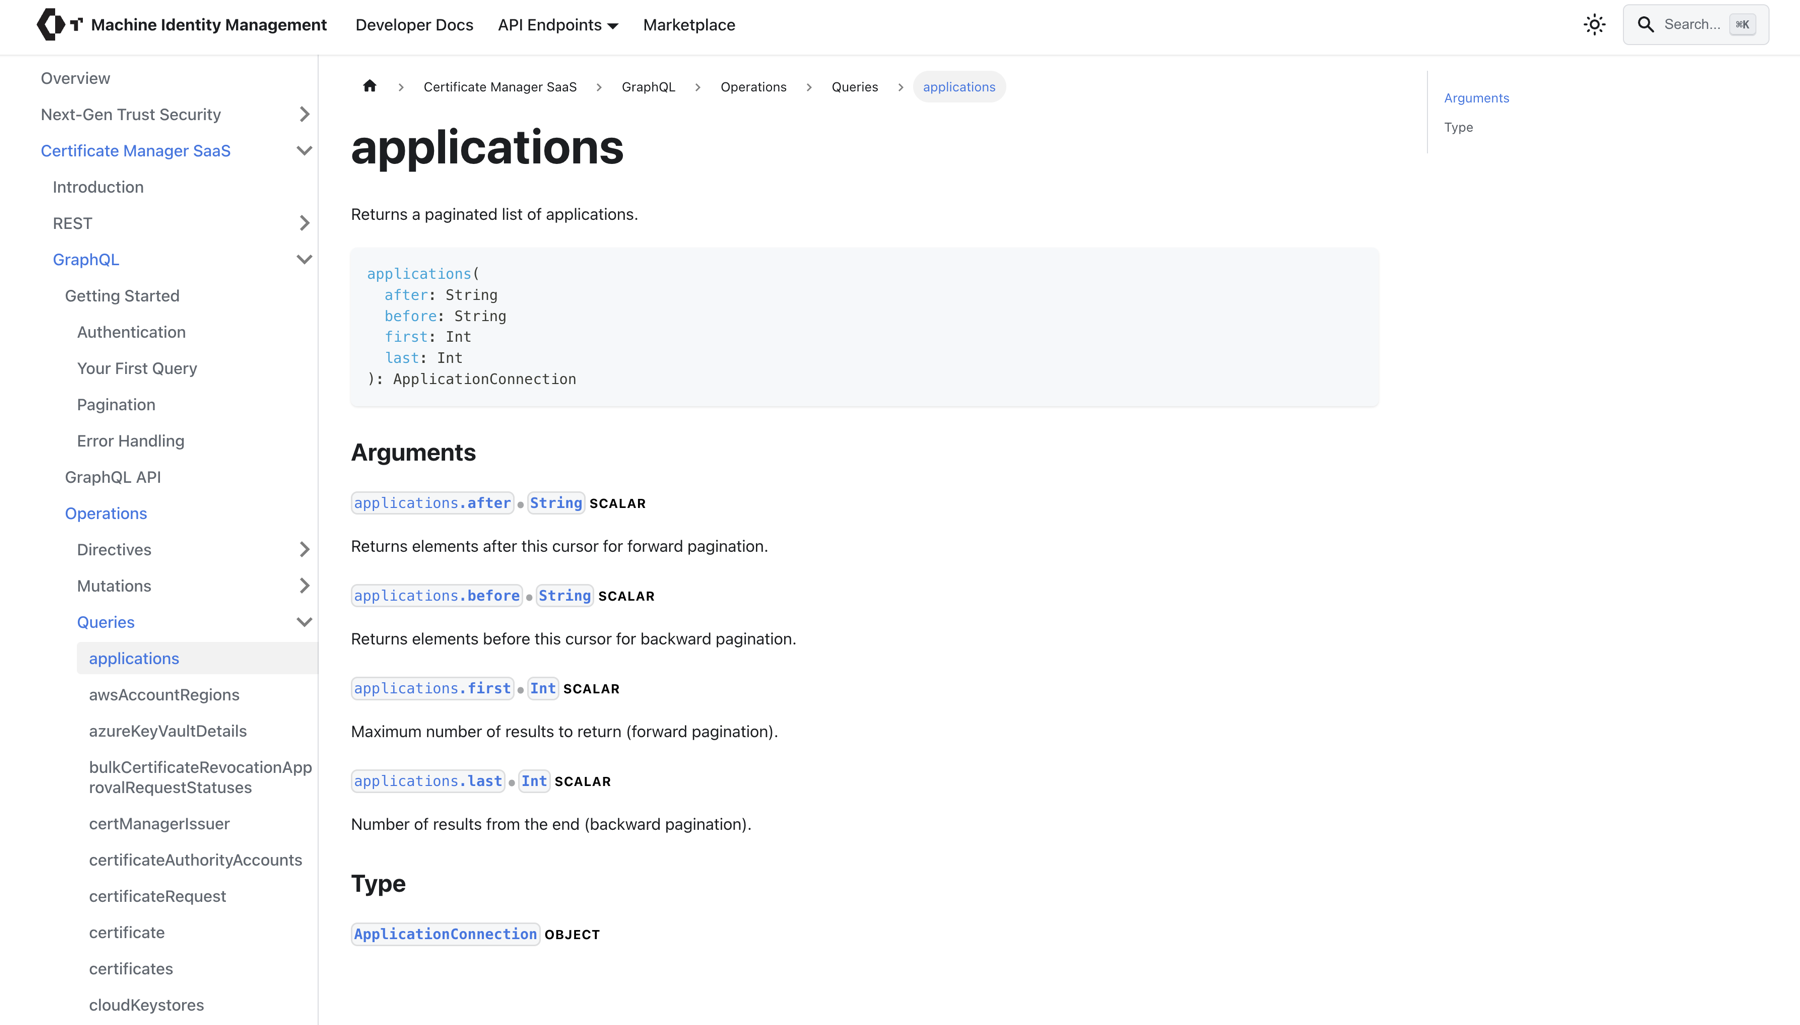 Machine Identity Management
Developer Docs
API Endpoints
Marketplace
Search...
⌘K
Overview
Next-Gen Trust Security
Certificate Manager SaaS
Introduction
REST
GraphQL
Getting Started
Authentication
Your First Query
Pagination
Error Handling
GraphQL API
Operations
Directives
Mutations
Queries
applications
awsAccountRegions
azureKeyVaultDetails
bulkCertificateRevocationApp
rovalRequestStatuses
certManagerIssuer
certificateAuthorityAccounts
certificateRequest
certificate
certificates
cloudKeystores
Certificate Manager SaaS
GraphQL
Operations
Queries
applications
applications
Returns a paginated list of applications.
applications(
after: String
before: String
first: Int
last: Int
): ApplicationConnection
Arguments
applications.after ● String SCALAR
Returns elements after this cursor for forward pagination.
applications.before ● String SCALAR
Returns elements before this cursor for backward pagination.
applications.first ● Int SCALAR
Maximum number of results to return (forward pagination).
applications.last ● Int SCALAR
Number of results from the end (backward pagination).
Type
ApplicationConnection OBJECT
Arguments
Type